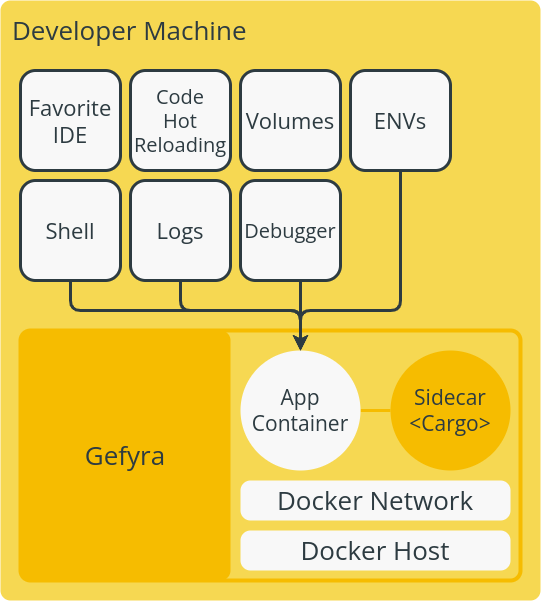 Developer Machine
Favorite
IDE
Code
Hot
Reloading
Volumes
ENVs
Shell
Logs
Debugger
Gefyra
App
Container
Sidecar
<Cargo>
Docker Network
Docker Host